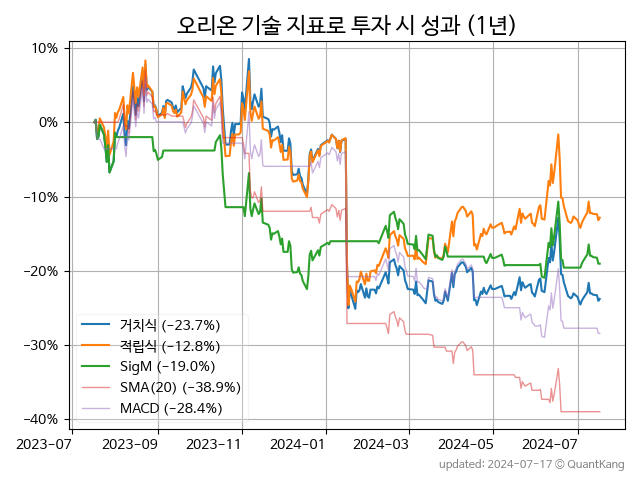 오리온 기술 지표로 투자 시 성과 (1년)
10%
0%
−10%
−20%
−30%
−40%
거치식 (−23.7%)
적립식 (−12.8%)
SigM (−19.0%)
SMA(20) (−38.9%)
MACD (−28.4%)
2023-07 2023-09 2023-11 2024-01 2024-03 2024-05 2024-07
updated: 2024-07-17 © QuantKang